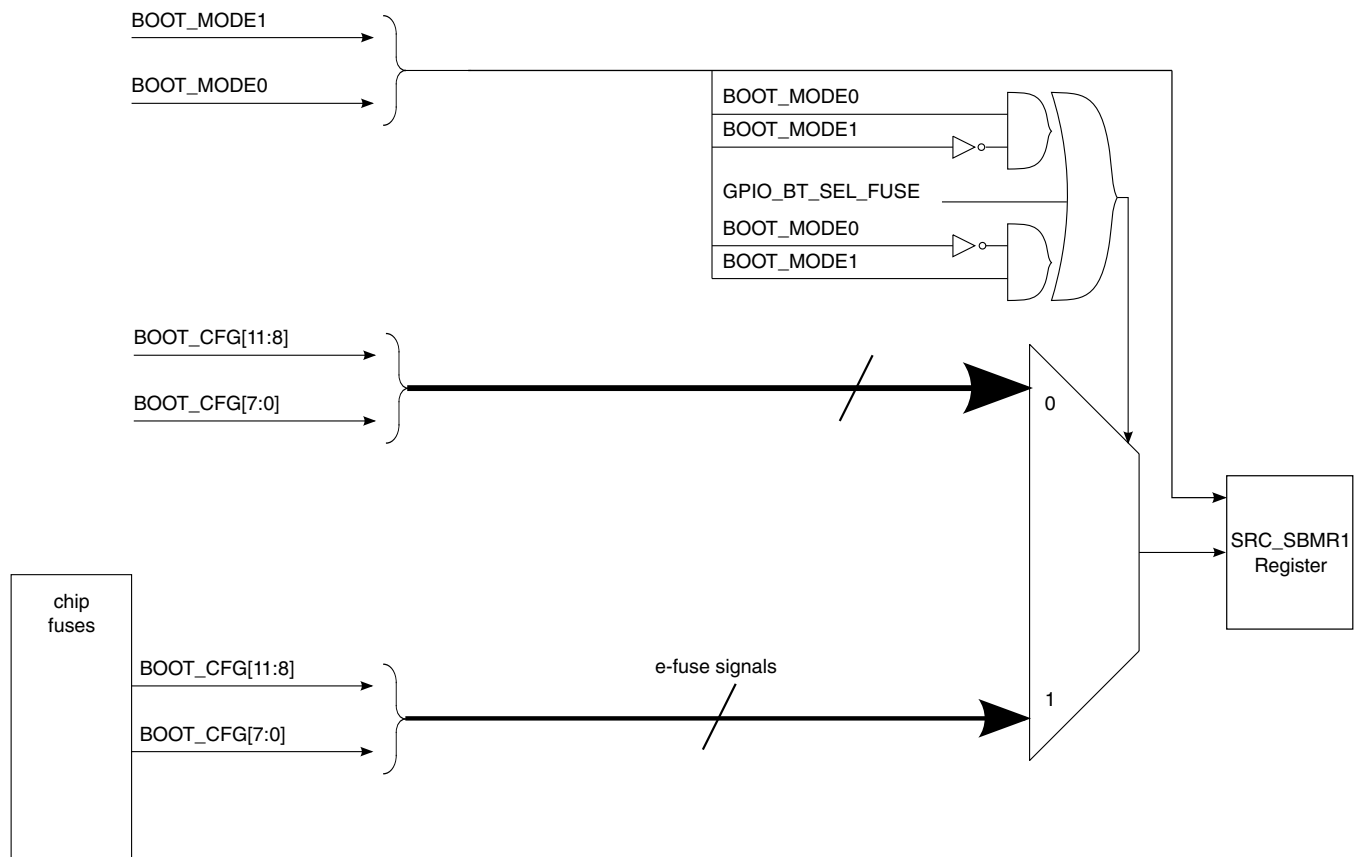 BOOT_MODE1
BOOT_MODE0
BOOT_MODE0
BOOT_MODE1
GPIO_BT_SEL_FUSE
BOOT_MODE0
BOOT_MODE1
BOOT_CFG[11:8]
BOOT_CFG[7:0]
0
SRC_SBMR1
Register
chip
fuses
BOOT_CFG[11:8]
BOOT_CFG[7:0]
e-fuse signals
1